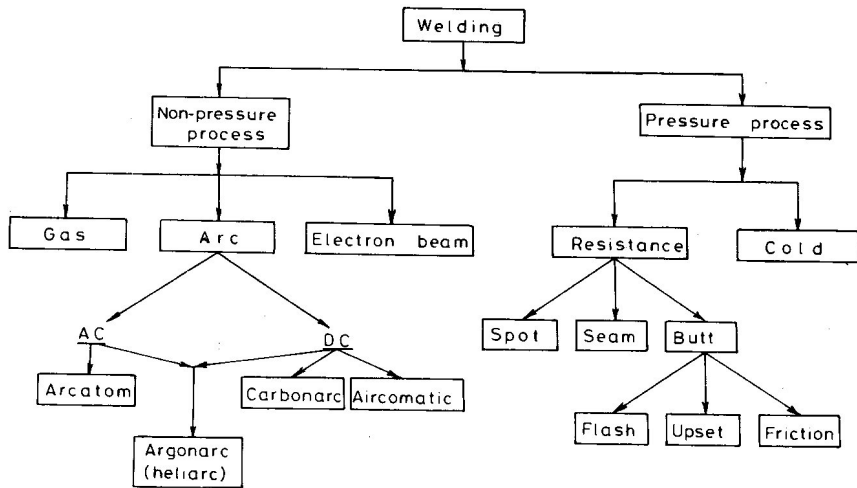 Welding
Non-pressure
process
Pressure process
Gas
Arc
Electron beam
Resistance
Cold
AC
DC
Spot
Seam
Butt
Arcatom
Carbonarc
Aircomatic
Argonarc
(heliarc)
Flash
Upset
Friction